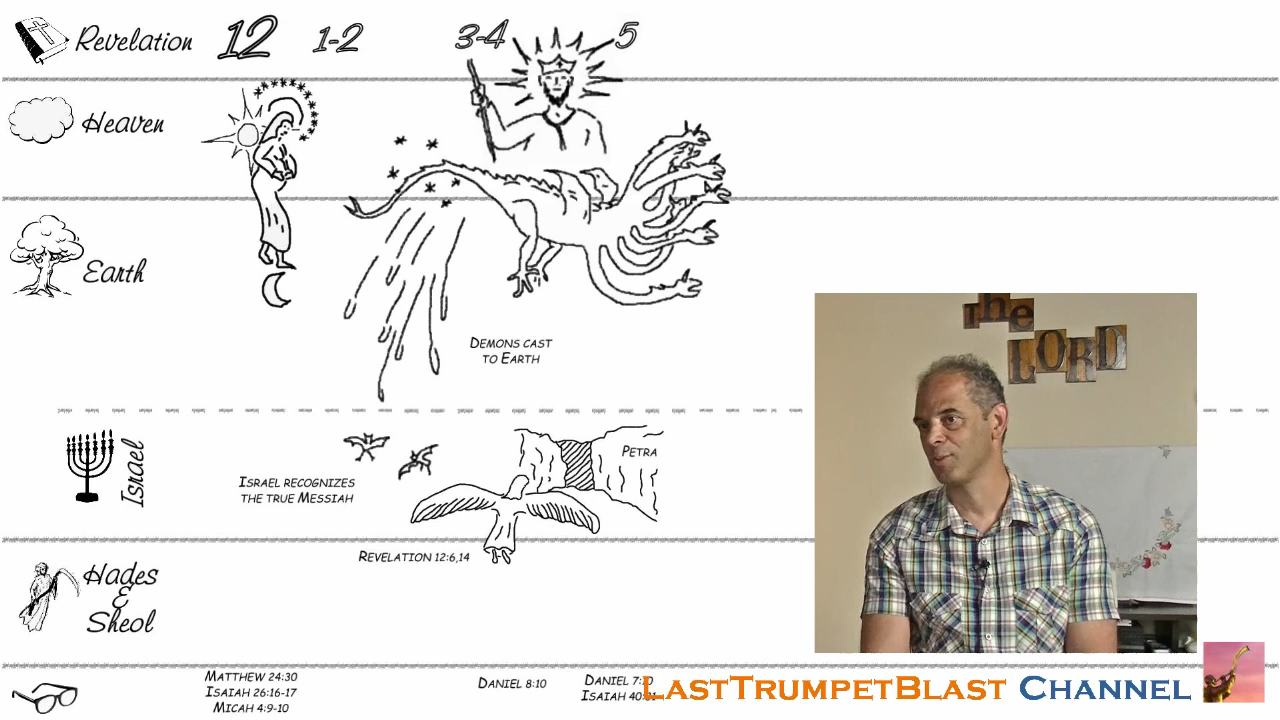 Revelation 12 1-2 3-4 5
Heaven
Earth
DEMONS CAST
TO EARTH
The
LORD
Israel
ISRAEL RECOGNIZES
THE TRUE MESSIAH
PETRA
REVELATION 12:6,14
Hades
&
Sheol
MATTHEW 24:30
ISAIAH 26:16-17
MICAH 4:9-10
DANIEL 8:10
DANIEL
ISAIAH
LASTTRUMPETBLAST CHANNEL